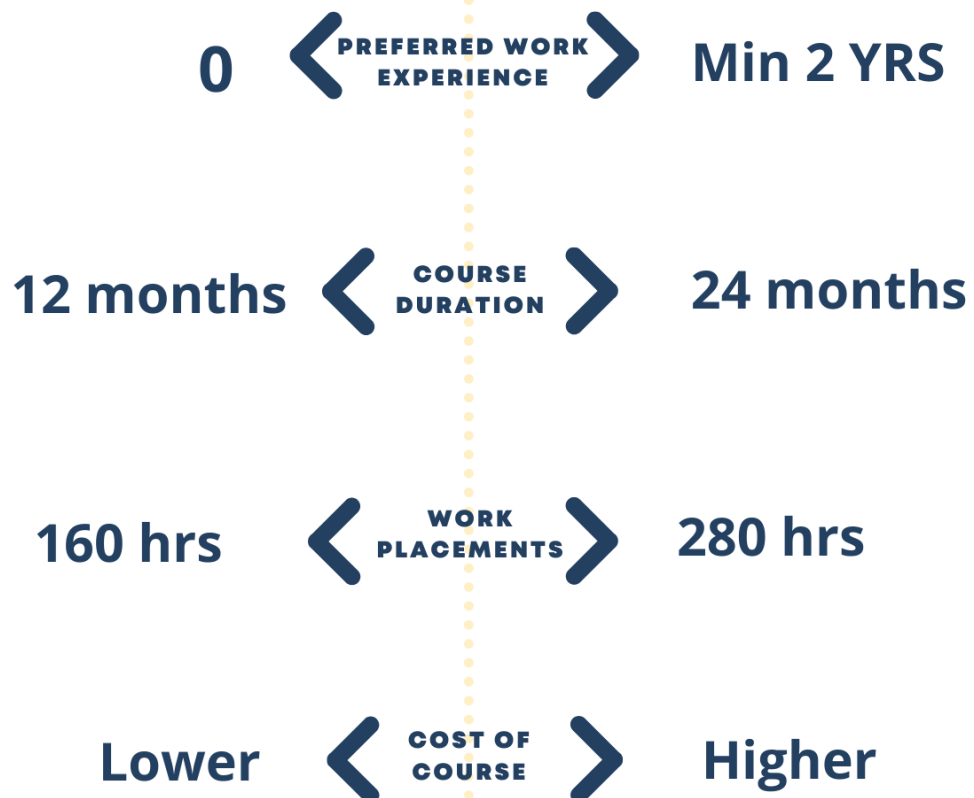 0
PREFERRED WORK
EXPERIENCE
Min 2 YRS
12 months
COURSE
DURATION
24 months
160 hrs
WORK
PLACEMENTS
280 hrs
Lower
COST OF
COURSE
Higher